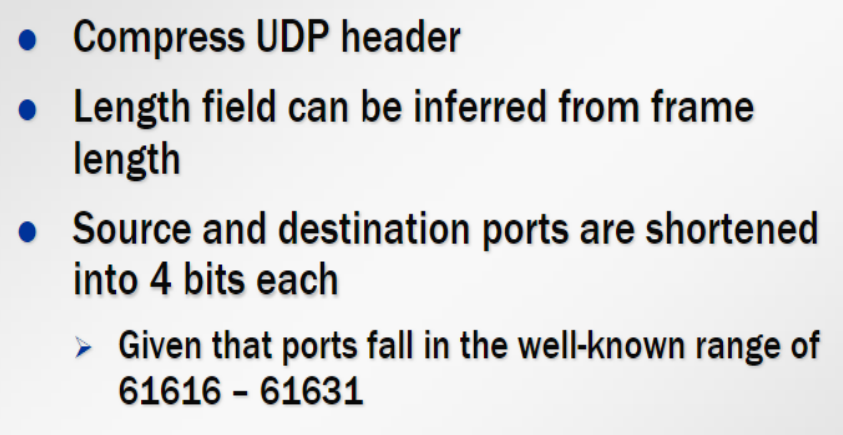 • Compress UDP header
• Length field can be inferred from frame
length
• Source and destination ports are shortened
into 4 bits each
➢ Given that ports fall in the well-known range of
61616 – 61631